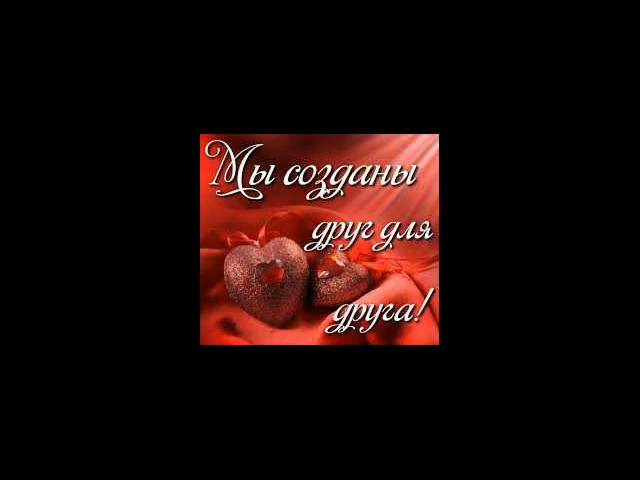 Мы созданы
друг для
друга!